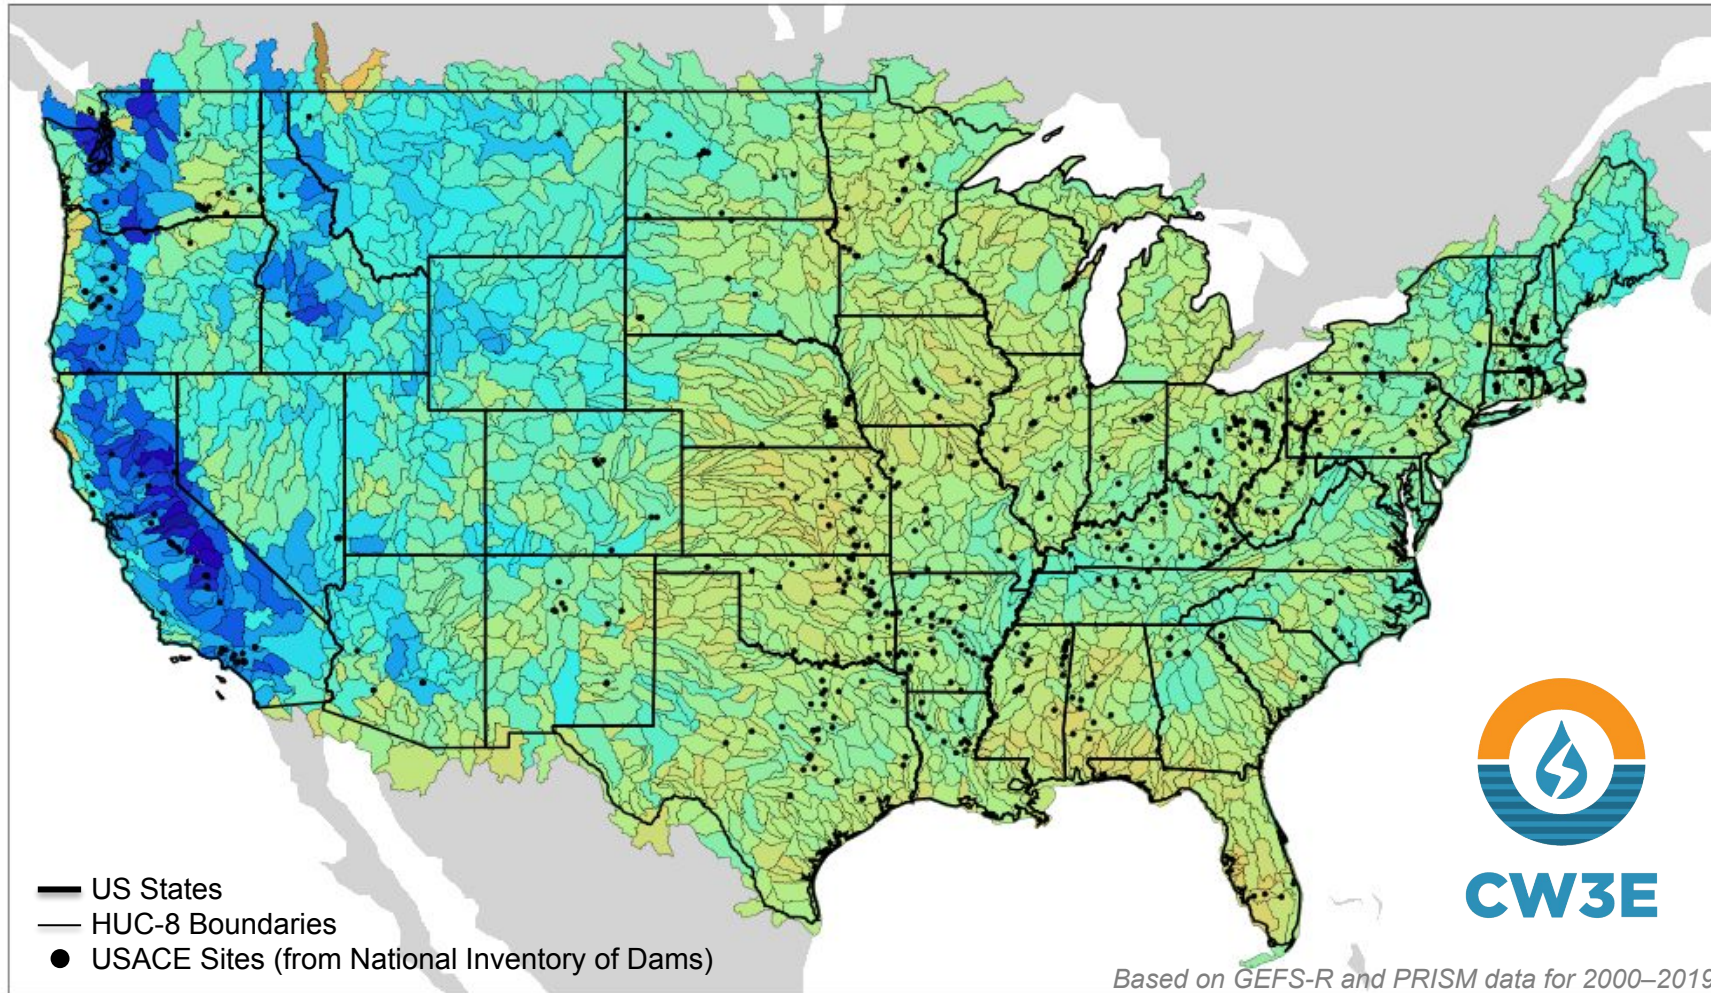 US States
HUC-8 Boundaries
USACE Sites (from National Inventory of Dams)
CW3E
Based on GEFS-R and PRISM data for 2000–2019